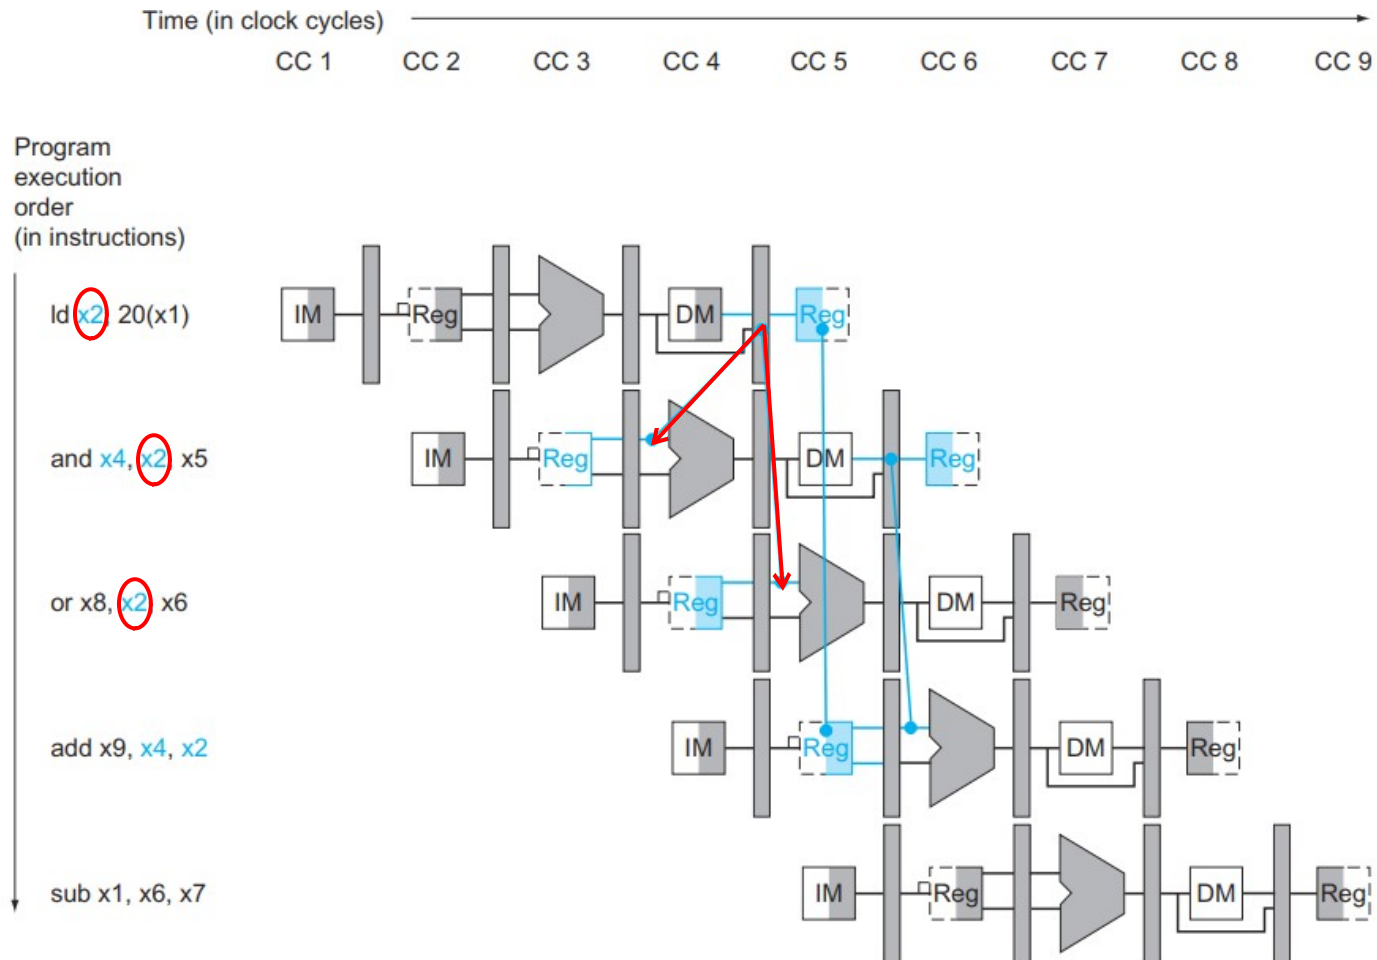 Time (in clock cycles)
CC 1 CC 2 CC 3 CC 4 CC 5 CC 6 CC 7 CC 8 CC 9
Program
execution
order
(in instructions)
ld x2, 20(x1) IM Reg DM Reg
and x4, x2, x5 IM Reg DM Reg
or x8, x2, x6 IM Reg DM Reg
add x9, x4, x2 IM Reg DM Reg
sub x1, x6, x7 IM Reg DM Reg